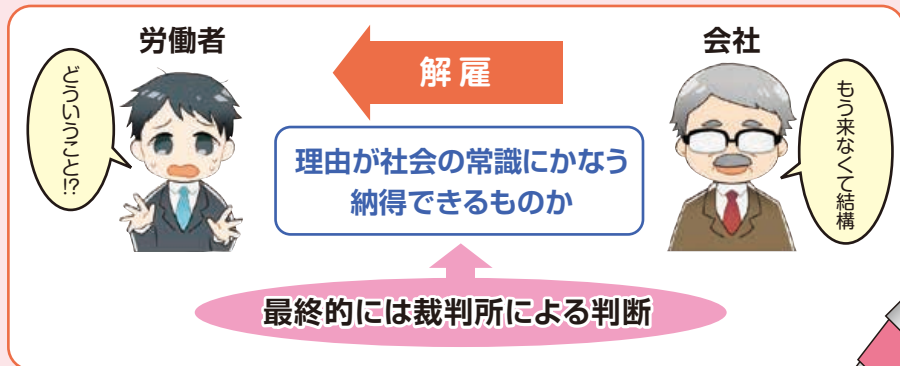 労働者
会社
どういうこと!?
解雇
もう来なくて結構
理由が社会の常識にかなう
納得できるものか
最終的には裁判所による判断